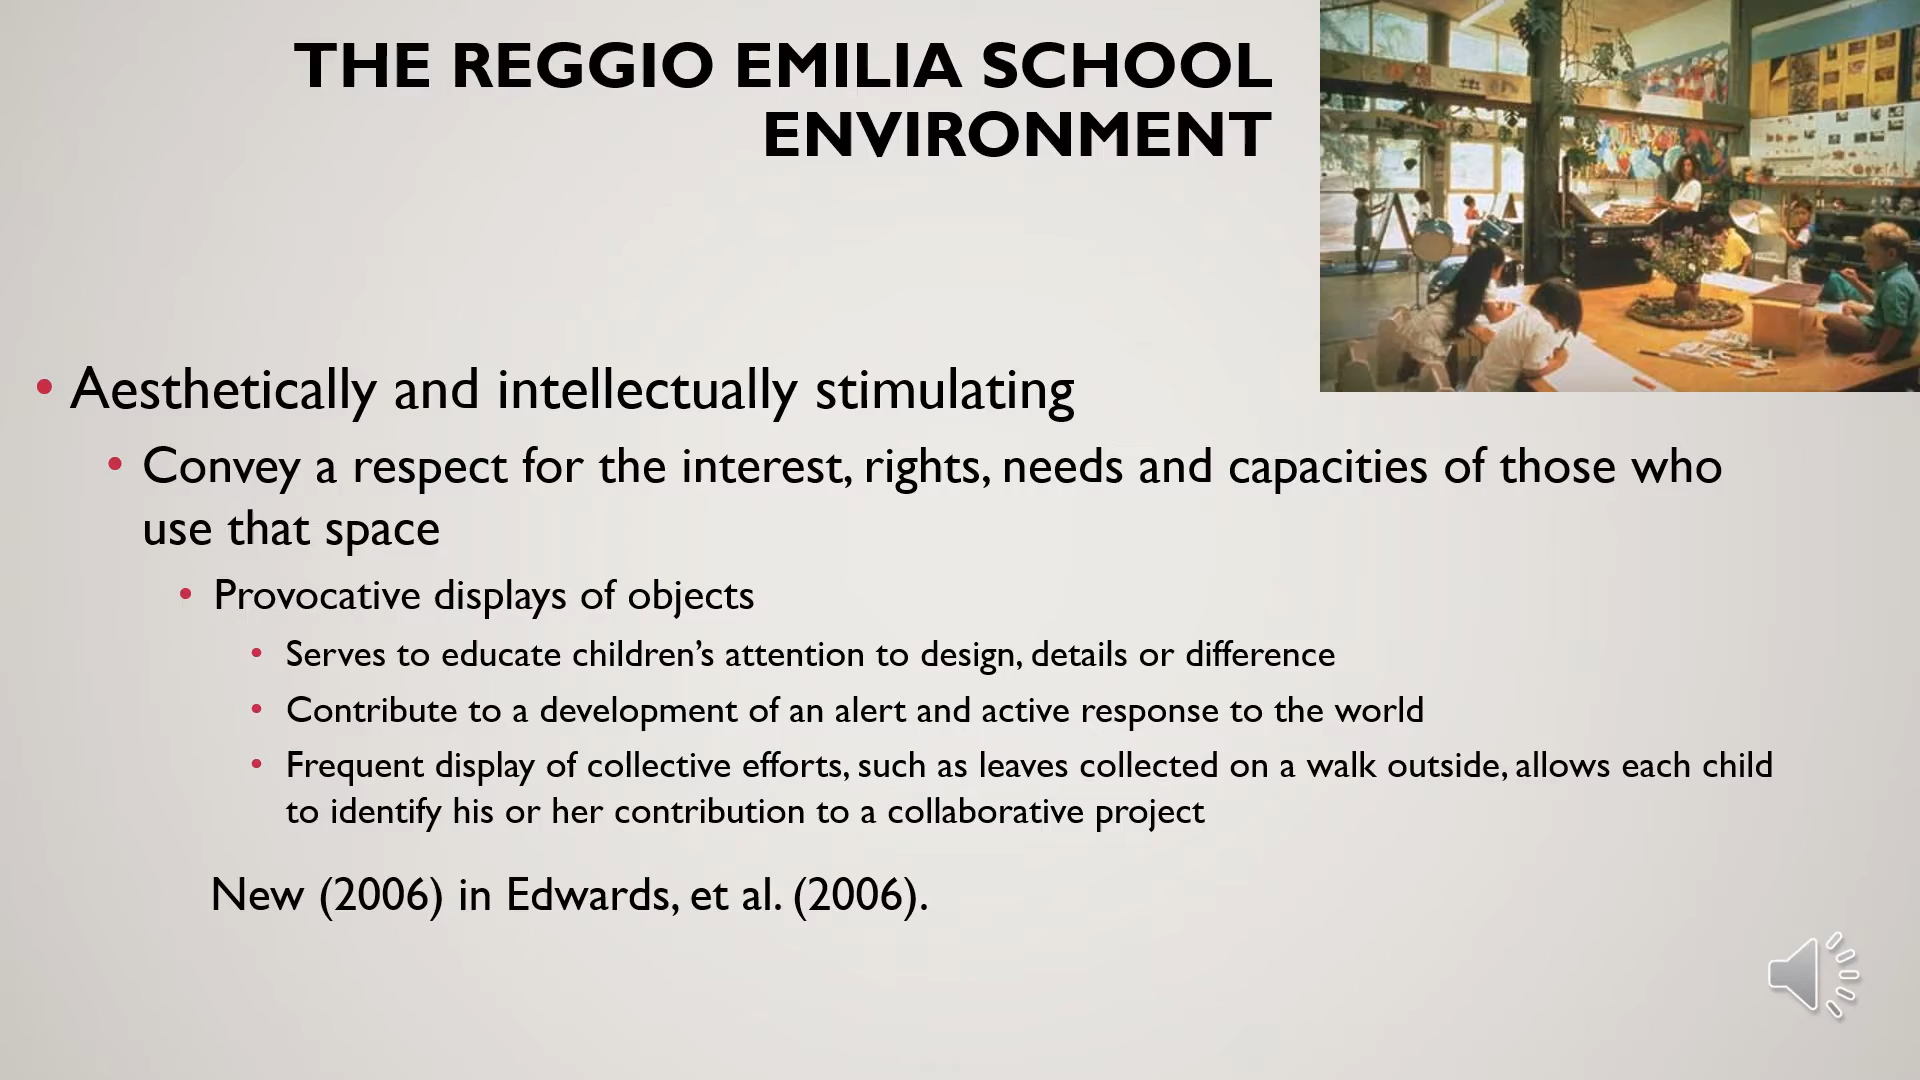 THE REGGIO EMILIA SCHOOL
ENVIRONMENT
• Aesthetically and intellectually stimulating
• Convey a respect for the interest, rights, needs and capacities of those who
use that space
• Provocative displays of objects
• Serves to educate children’s attention to design, details or difference
• Contribute to a development of an alert and active response to the world
• Frequent display of collective efforts, such as leaves collected on a walk outside, allows each child
to identify his or her contribution to a collaborative project
New (2006) in Edwards, et al. (2006).